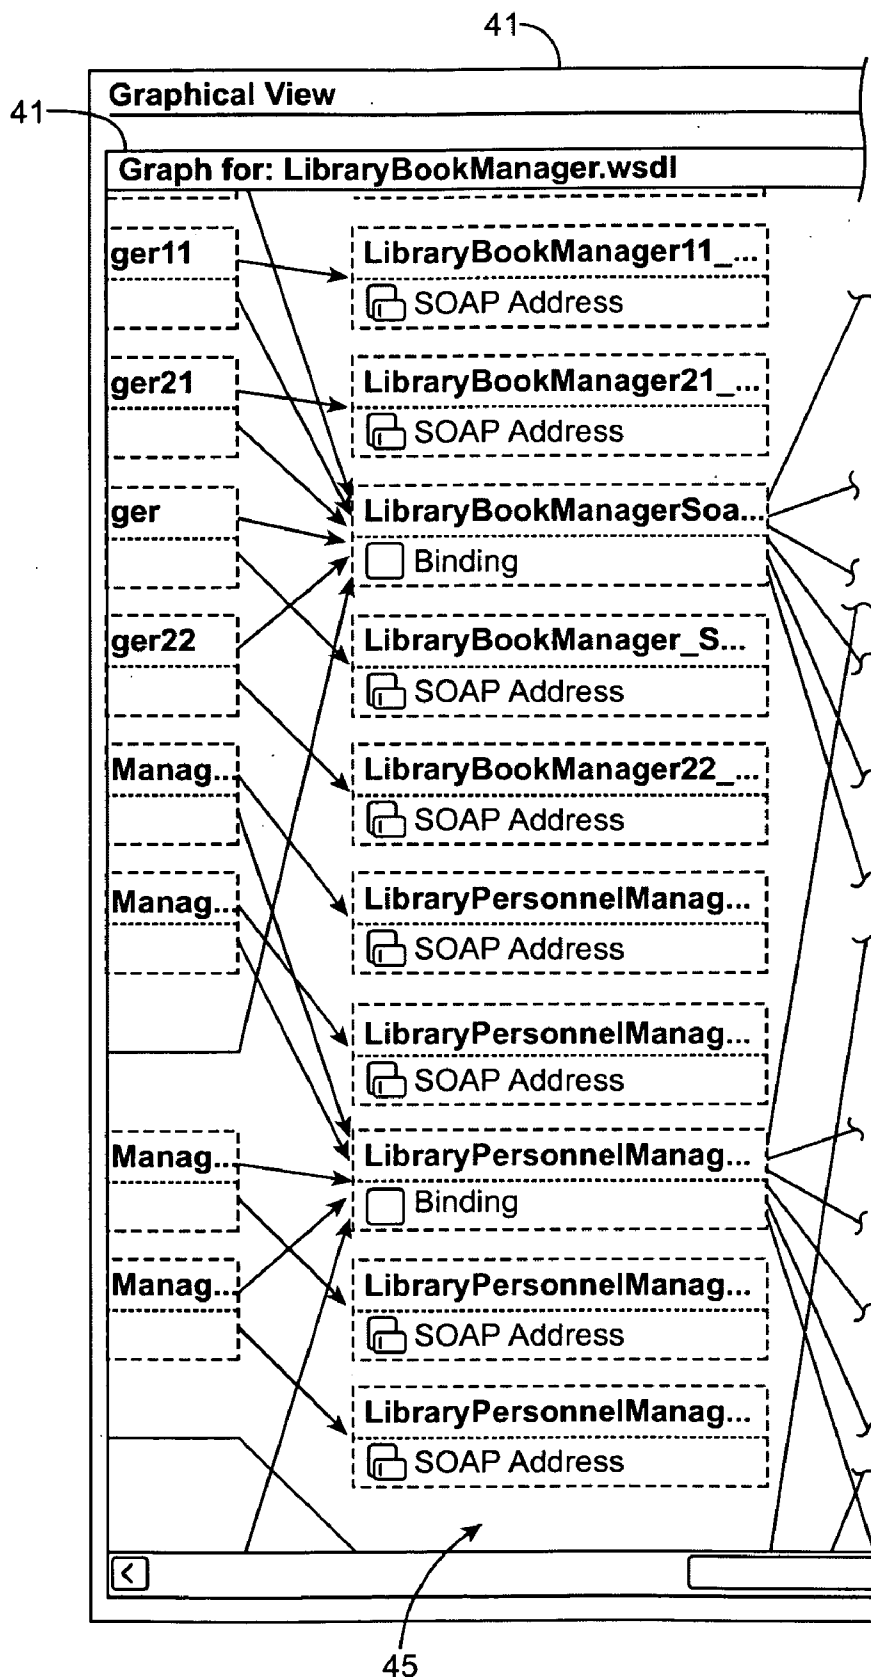 41
Graphical View
41
Graph for: LibraryBookManager.wsdl
ger11
LibraryBookManager11_...
SOAP Address
ger21
LibraryBookManager21_...
SOAP Address
ger
LibraryBookManagerSoa...
Binding
ger22
LibraryBookManager_S...
SOAP Address
Manag...
LibraryBookManager22_...
SOAP Address
Manag...
LibraryPersonnelManag...
SOAP Address
LibraryPersonnelManag...
SOAP Address
Manag...
LibraryPersonnelManag...
Binding
Manag...
LibraryPersonnelManag...
SOAP Address
LibraryPersonnelManag...
SOAP Address
45